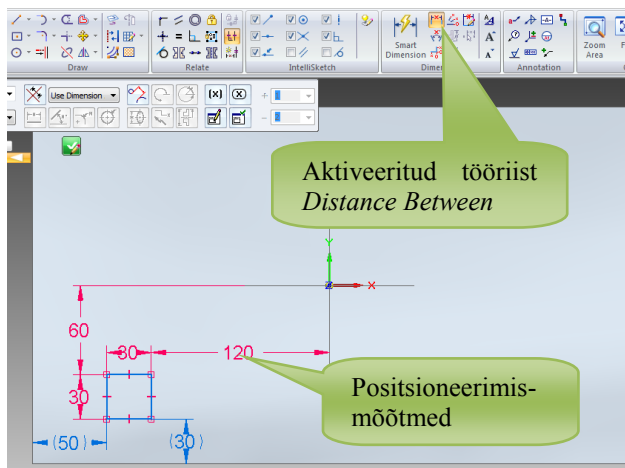 Smart
Dimension
Zoom
Area
F
Draw
Relate
IntelliSketch
Dimen
Annotation
Use Dimension
Aktiveeritud tööriist
Distance Between
Y
X
60
30
120
30
(50)
(30)
Positsioneerimis-
mõõtmed